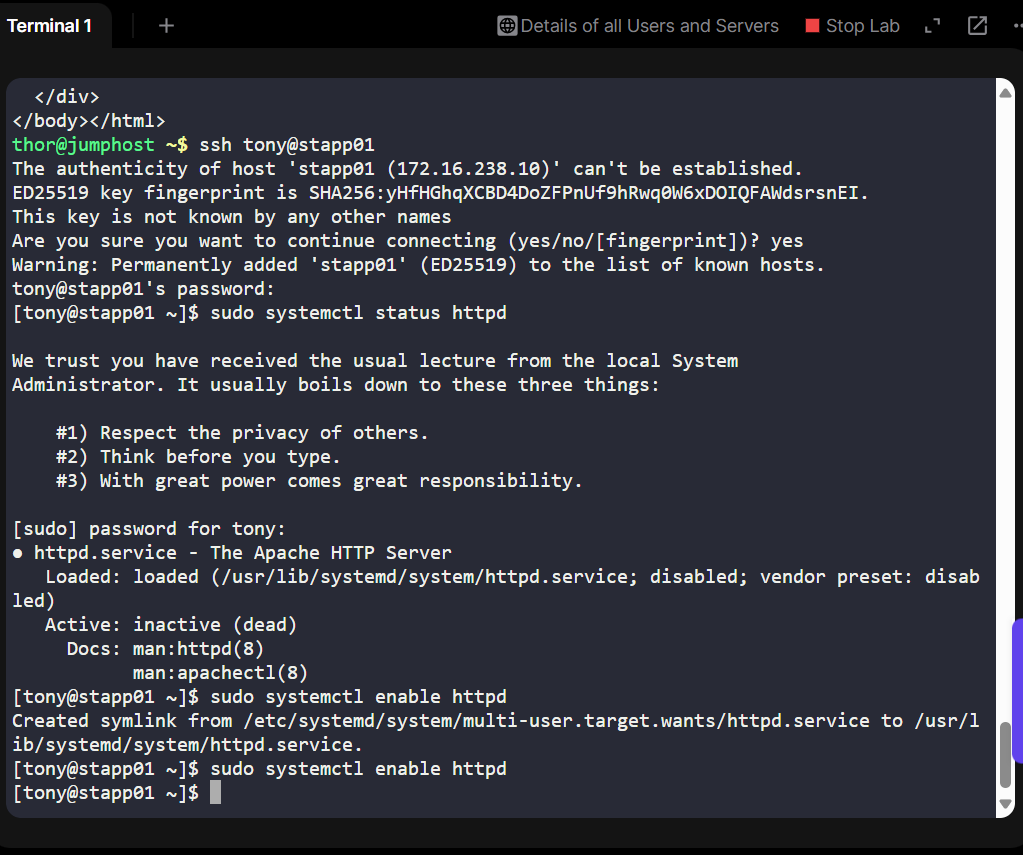 Terminal 1
+
Details of all Users and Servers
Stop Lab
</div>
</body></html>
thor@jumphost ~$ ssh tony@stapp01
The authenticity of host 'stapp01 (172.16.238.10)' can't be established.
ED25519 key fingerprint is SHA256:yHfHGhqXCBD4DoZFPnUf9hRwq0W6xDOIQFAWdsrsnEI.
This key is not known by any other names
Are you sure you want to continue connecting (yes/no/[fingerprint])? yes
Warning: Permanently added 'stapp01' (ED25519) to the list of known hosts.
tony@stapp01's password:
[tony@stapp01 ~]$ sudo systemctl status httpd
We trust you have received the usual lecture from the local System
Administrator. It usually boils down to these three things:
#1) Respect the privacy of others.
#2) Think before you type.
#3) With great power comes great responsibility.
[sudo] password for tony:
● httpd.service - The Apache HTTP Server
Loaded: loaded (/usr/lib/systemd/system/httpd.service; disabled; vendor preset: disab
led)
Active: inactive (dead)
Docs: man:httpd(8)
man:apachectl(8)
[tony@stapp01 ~]$ sudo systemctl enable httpd
Created symlink from /etc/systemd/system/multi-user.target.wants/httpd.service to /usr/l
ib/systemd/system/httpd.service.
[tony@stapp01 ~]$ sudo systemctl enable httpd
[tony@stapp01 ~]$